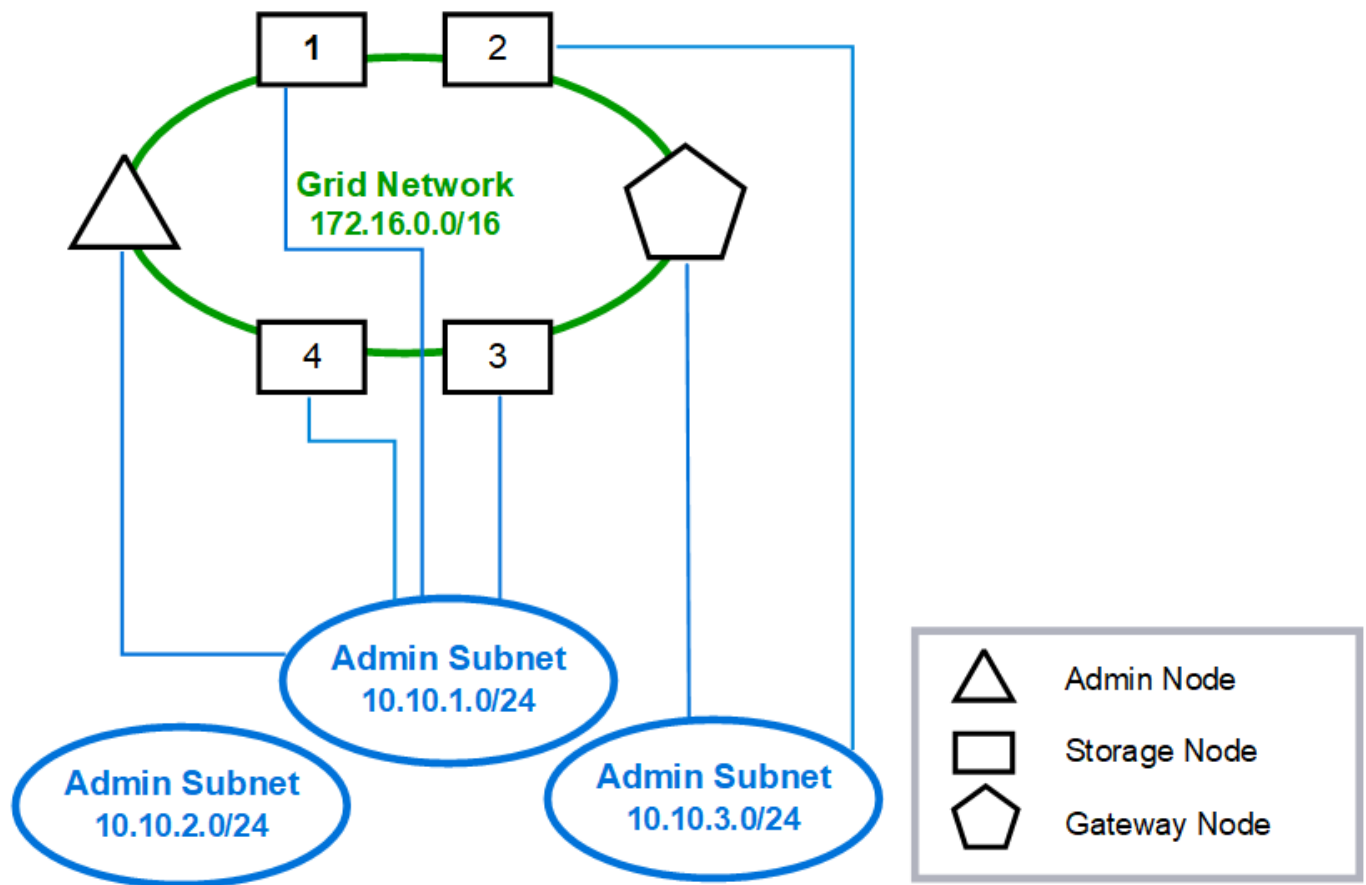 1
2
Grid Network
172.16.0.0/16
4
3
Admin Subnet
10.10.1.0/24
Admin Subnet
10.10.2.0/24
Admin Subnet
10.10.3.0/24
Admin Node
Storage Node
Gateway Node